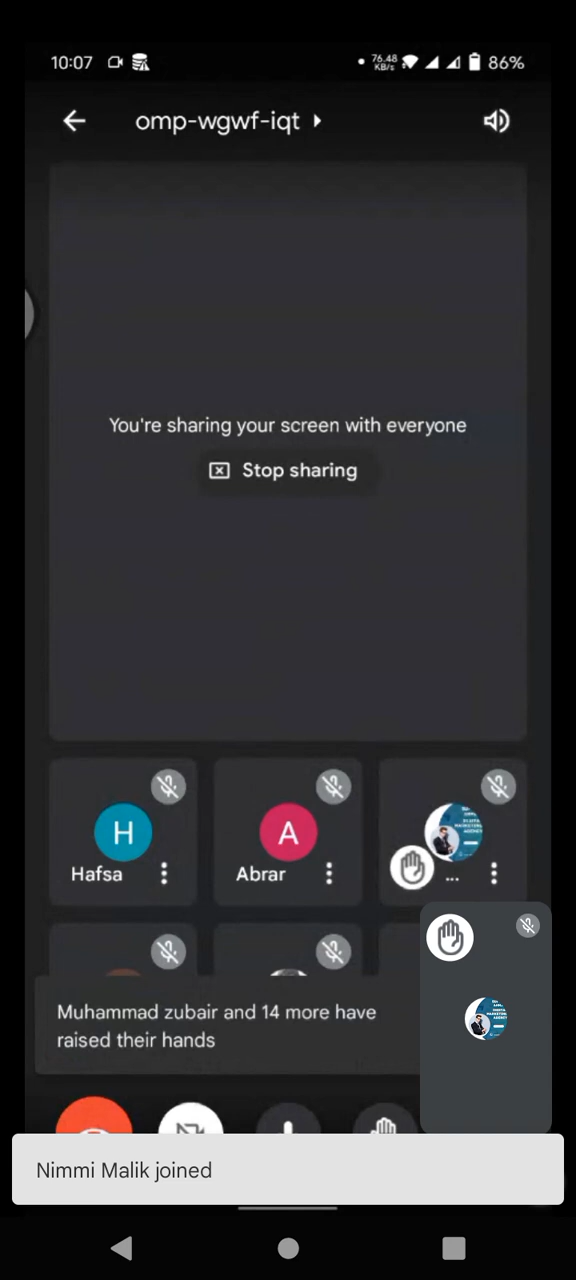 10:07
76.48
KB/s
86%
omp-wgwf-iqt
You're sharing your screen with everyone
Stop sharing
H
A
Hafsa
Abrar
...
Muhammad zubair and 14 more have
raised their hands
Nimmi Malik joined